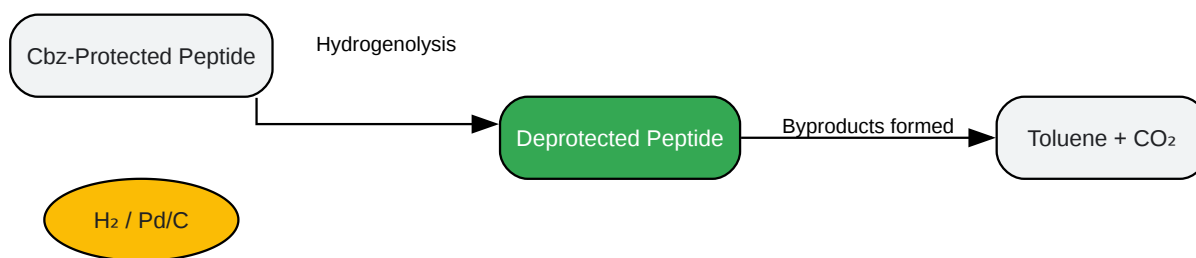 Cbz-Protected Peptide
Hydrogenolysis
Deprotected Peptide
Byproducts formed
Toluene + CO₂
H₂ / Pd/C